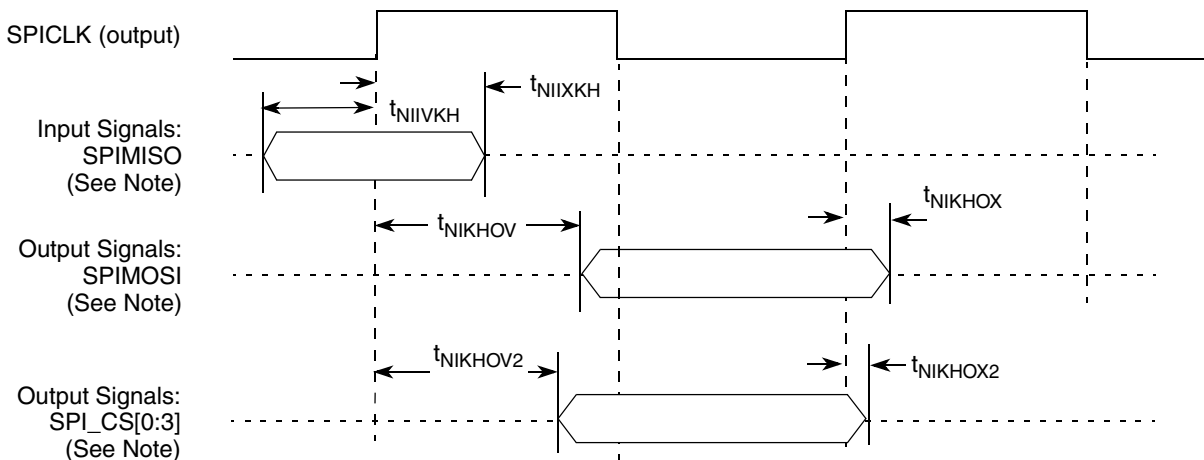 SPICLK (output)
tNIIXKH
tNIIVKH
Input Signals:
SPIMISO
(See Note)
tNIKHOX
tNIKHOV
Output Signals:
SPIMOSI
(See Note)
tNIKHOV2
tNIKHOX2
Output Signals:
SPI_CS[0:3]
(See Note)